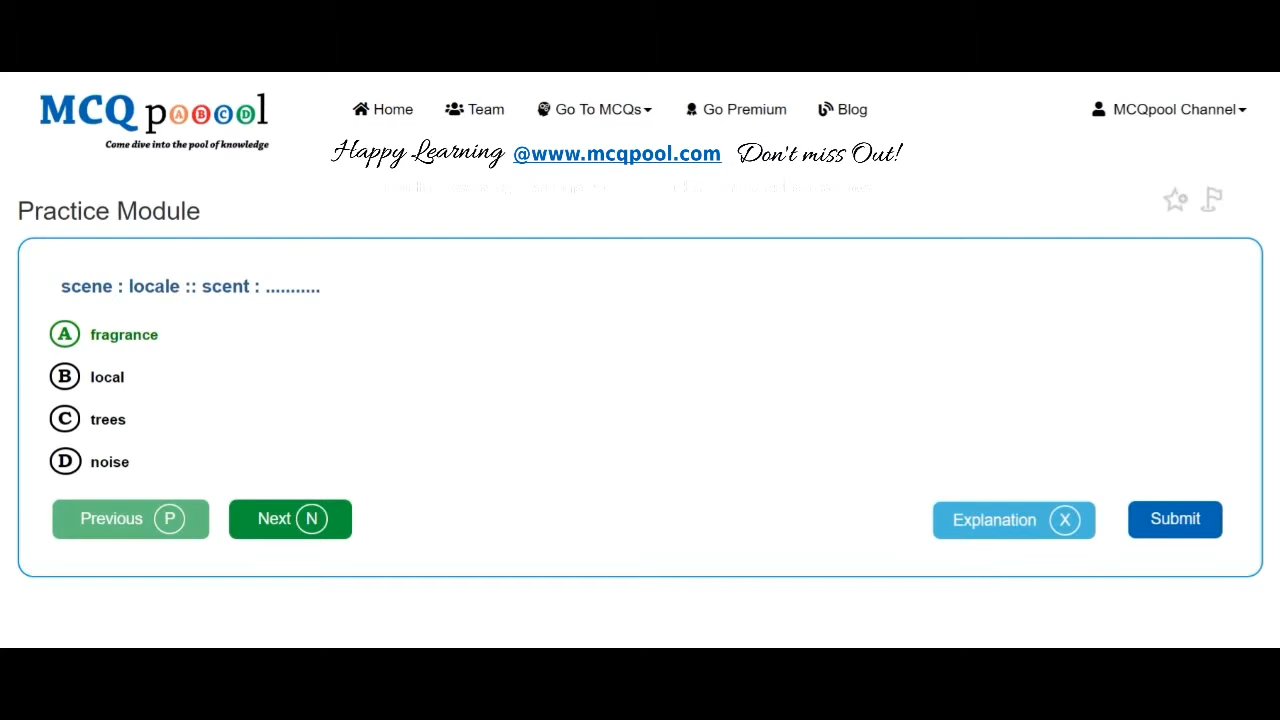 MCQ poool
Come dive into the pool of knowledge
Home Team Go To MCQs Go Premium Blog MCQpool Channel
Happy Learning @www.mcqpool.com Don't miss Out!
Practice Module
scene : locale :: scent : ...........
A fragrance
B local
C trees
D noise
Previous P Next N Explanation X Submit